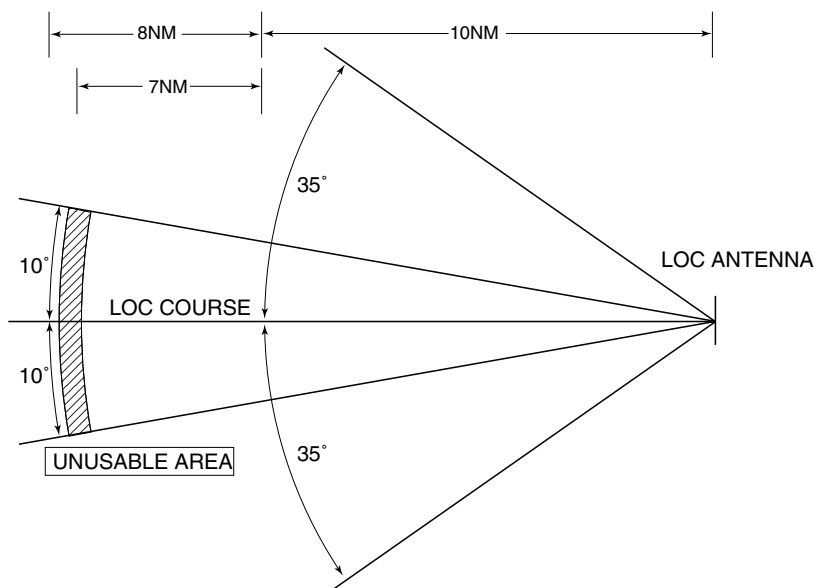 8NM
10NM
7NM
35°
LOC ANTENNA
10°
LOC COURSE
10°
35°
UNUSABLE AREA